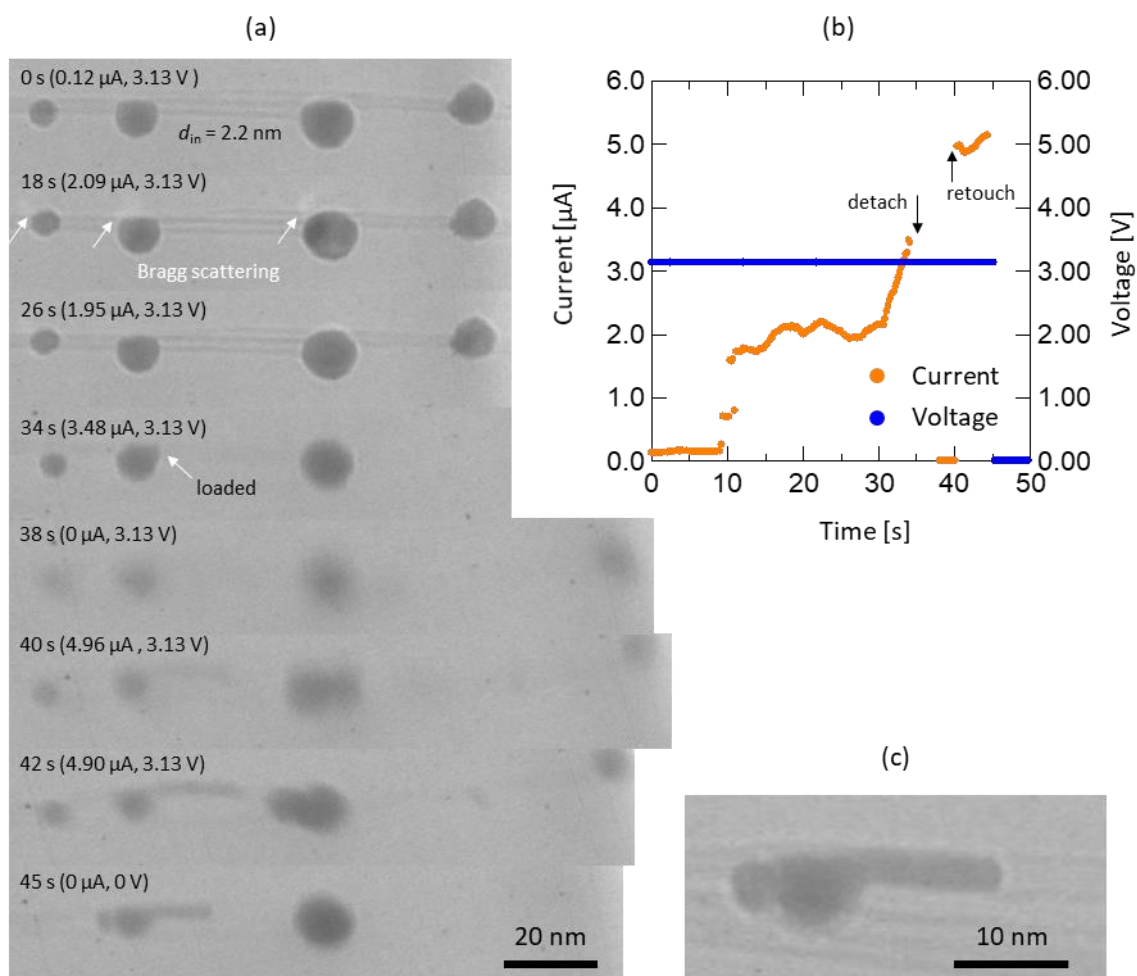 (a)
0 s (0.12 µA, 3.13 V )
d_in = 2.2 nm
18 s (2.09 µA, 3.13 V)
Bragg scattering
26 s (1.95 µA, 3.13 V)
34 s (3.48 µA, 3.13 V)
loaded
38 s (0 µA, 3.13 V)
40 s (4.96 µA , 3.13 V)
42 s (4.90 µA, 3.13 V)
45 s (0 µA, 0 V)
20 nm
(b)
6.0
5.0
4.0
3.0
2.0
1.0
0.0
Current [µA]
6.00
5.00
4.00
3.00
2.00
1.00
0.00
Voltage [V]
detach
retouch
Current
Voltage
0 10 20 30 40 50
Time [s]
(c)
10 nm